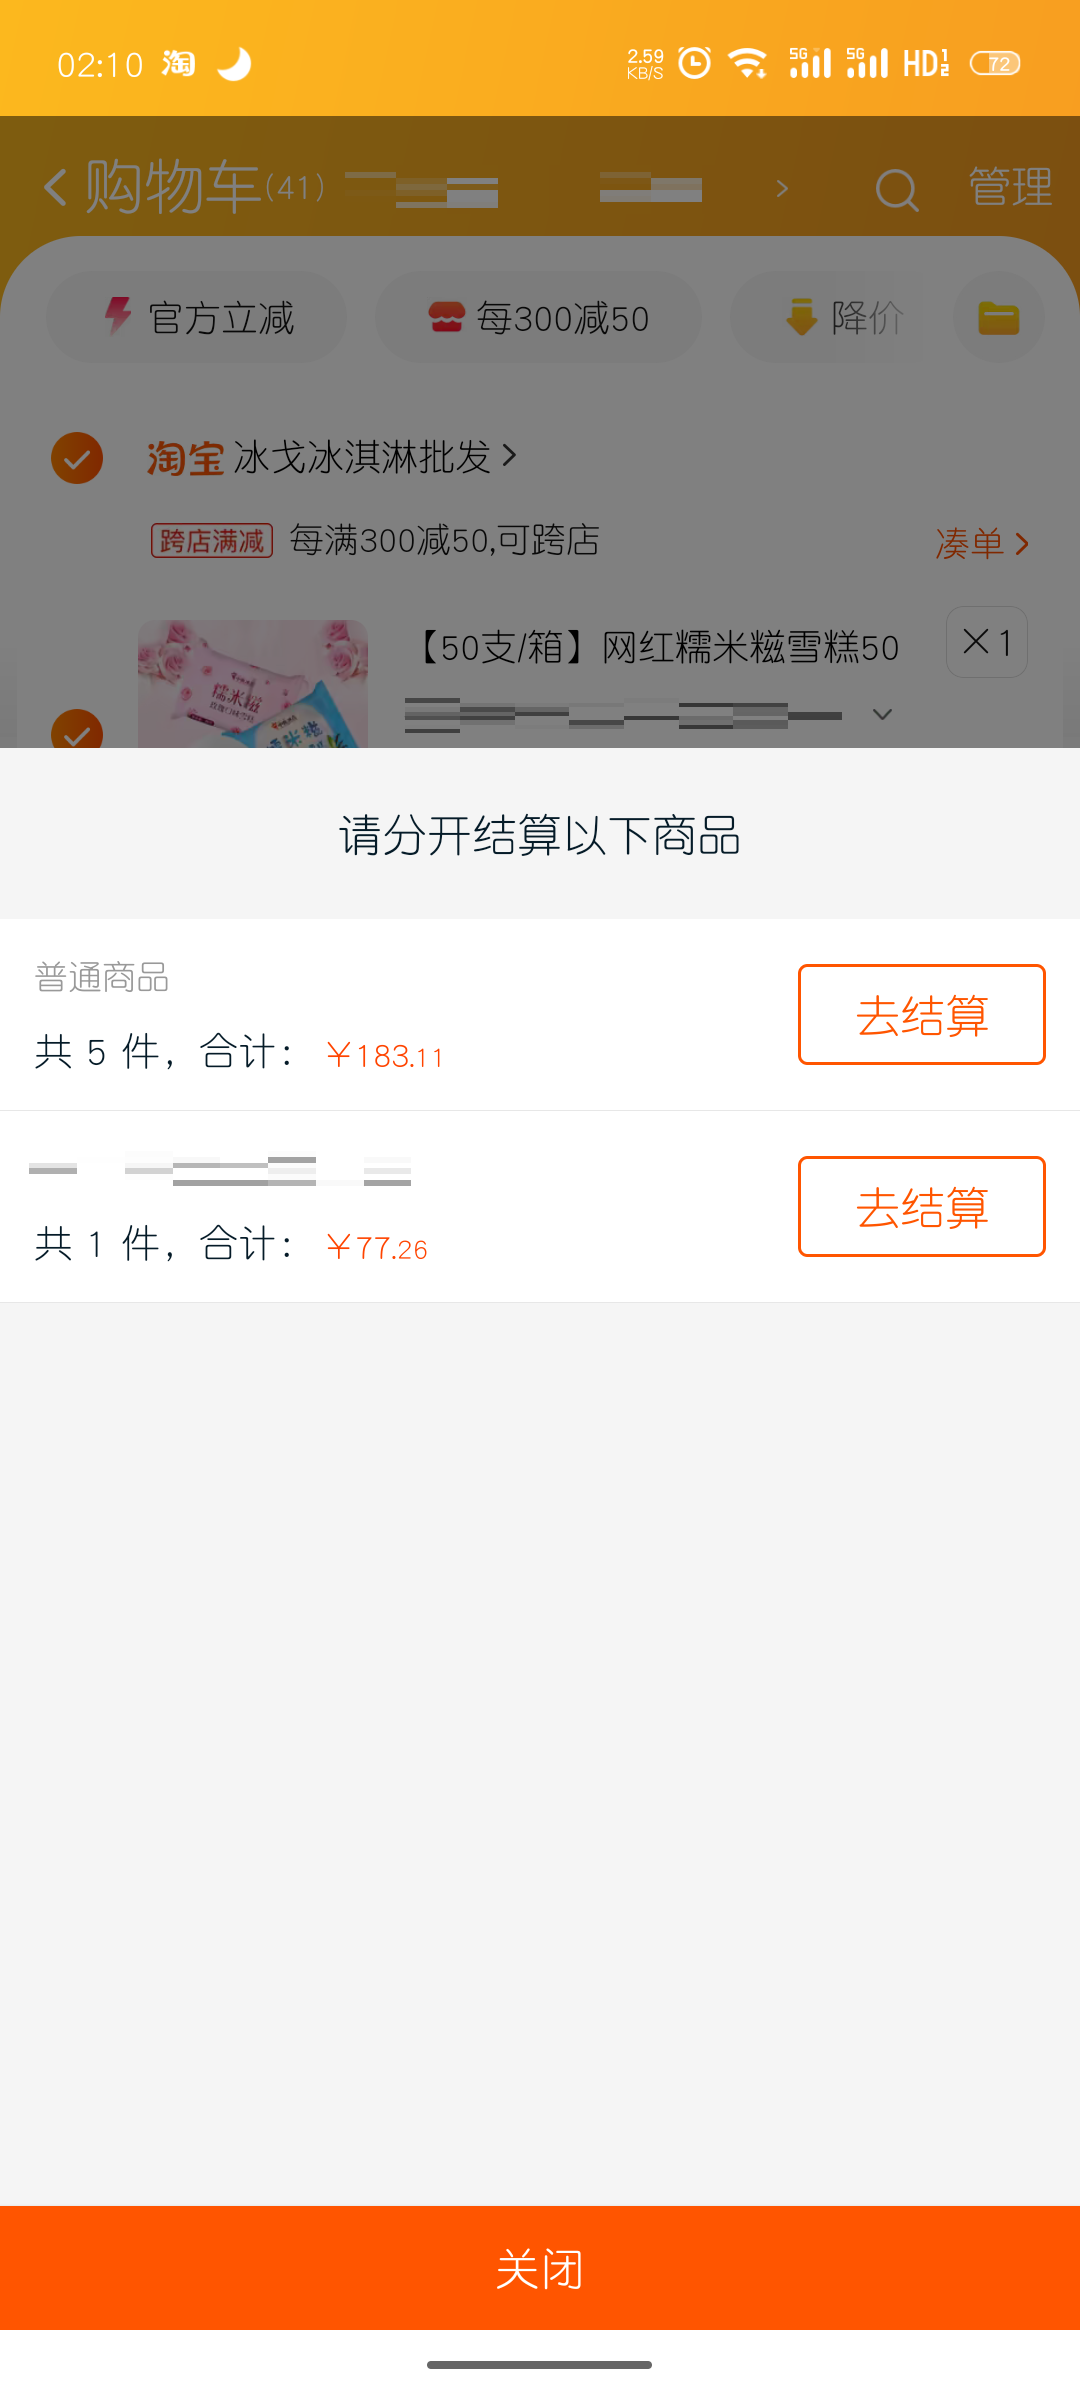 02:10 淘 2.59 KB/S 5G 5G HD 1 2 72
购物车(41) 管理
官方立减 每300减50 降价
淘宝 冰戈冰淇淋批发
跨店满减 每满300减50,可跨店 凑单
【50支/箱】网红糯米糍雪糕50 ×1
糯米糍
请分开结算以下商品
普通商品
共 5 件，合计： ￥183.11 去结算
共 1 件，合计： ￥77.26 去结算
关闭